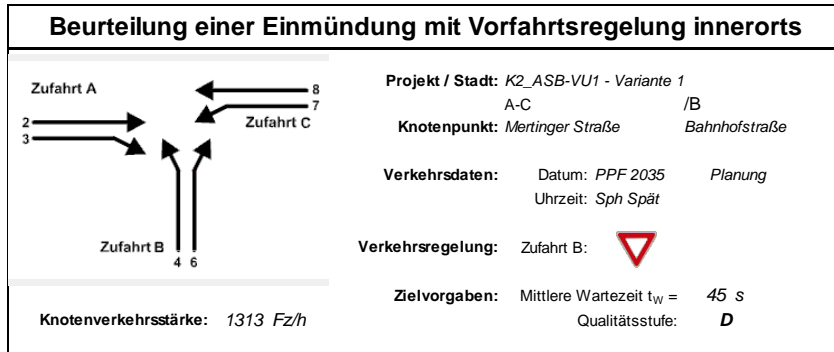 Beurteilung einer Einmündung mit Vorfahrtsregelung innerorts
Zufahrt A
8
7
2
Zufahrt C
3
Zufahrt B
4 6
Knotenverkehrsstärke: 1313 Fz/h
Projekt / Stadt: K2_ASB-VU1 - Variante 1
A-C /B
Knotenpunkt: Mertinger Straße Bahnhofstraße
Verkehrsdaten: Datum: PPF 2035 Planung
Uhrzeit: Sph Spät
Verkehrsregelung: Zufahrt B:
Zielvorgaben: Mittlere Wartezeit tW = 45 s
Qualitätsstufe: D